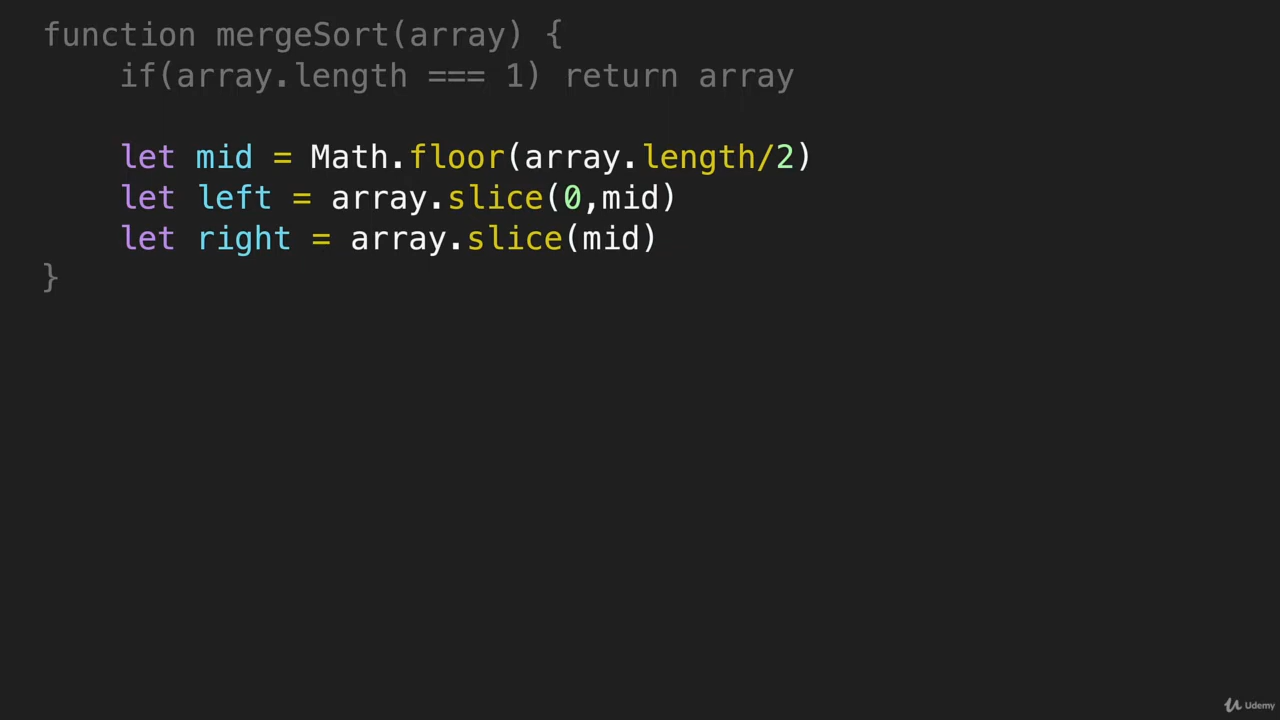 function mergeSort(array) {
    if(array.length === 1) return array
    let mid = Math.floor(array.length/2)
    let left = array.slice(0,mid)
    let right = array.slice(mid)
}
Udemy